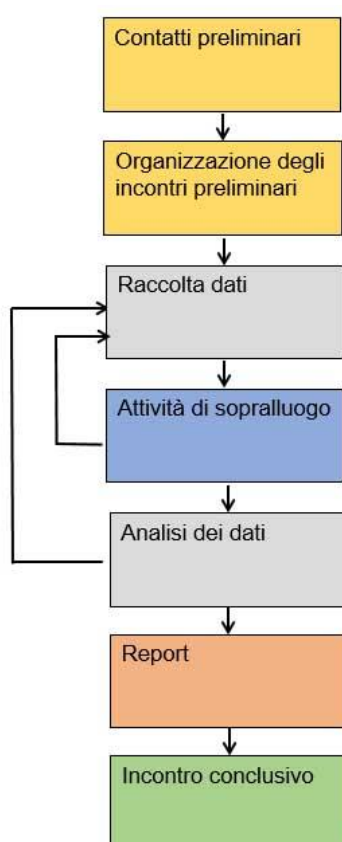 Contatti preliminari
Organizzazione degli
incontri preliminari
Raccolta dati
Attività di sopralluogo
Analisi dei dati
Report
Incontro conclusivo